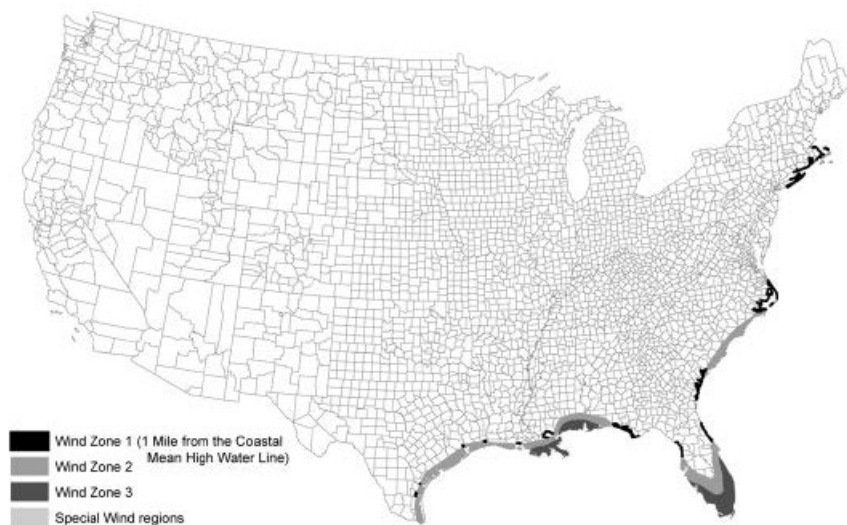 Wind Zone 1 (1 Mile from the Coastal
Mean High Water Line)
Wind Zone 2
Wind Zone 3
Special Wind regions